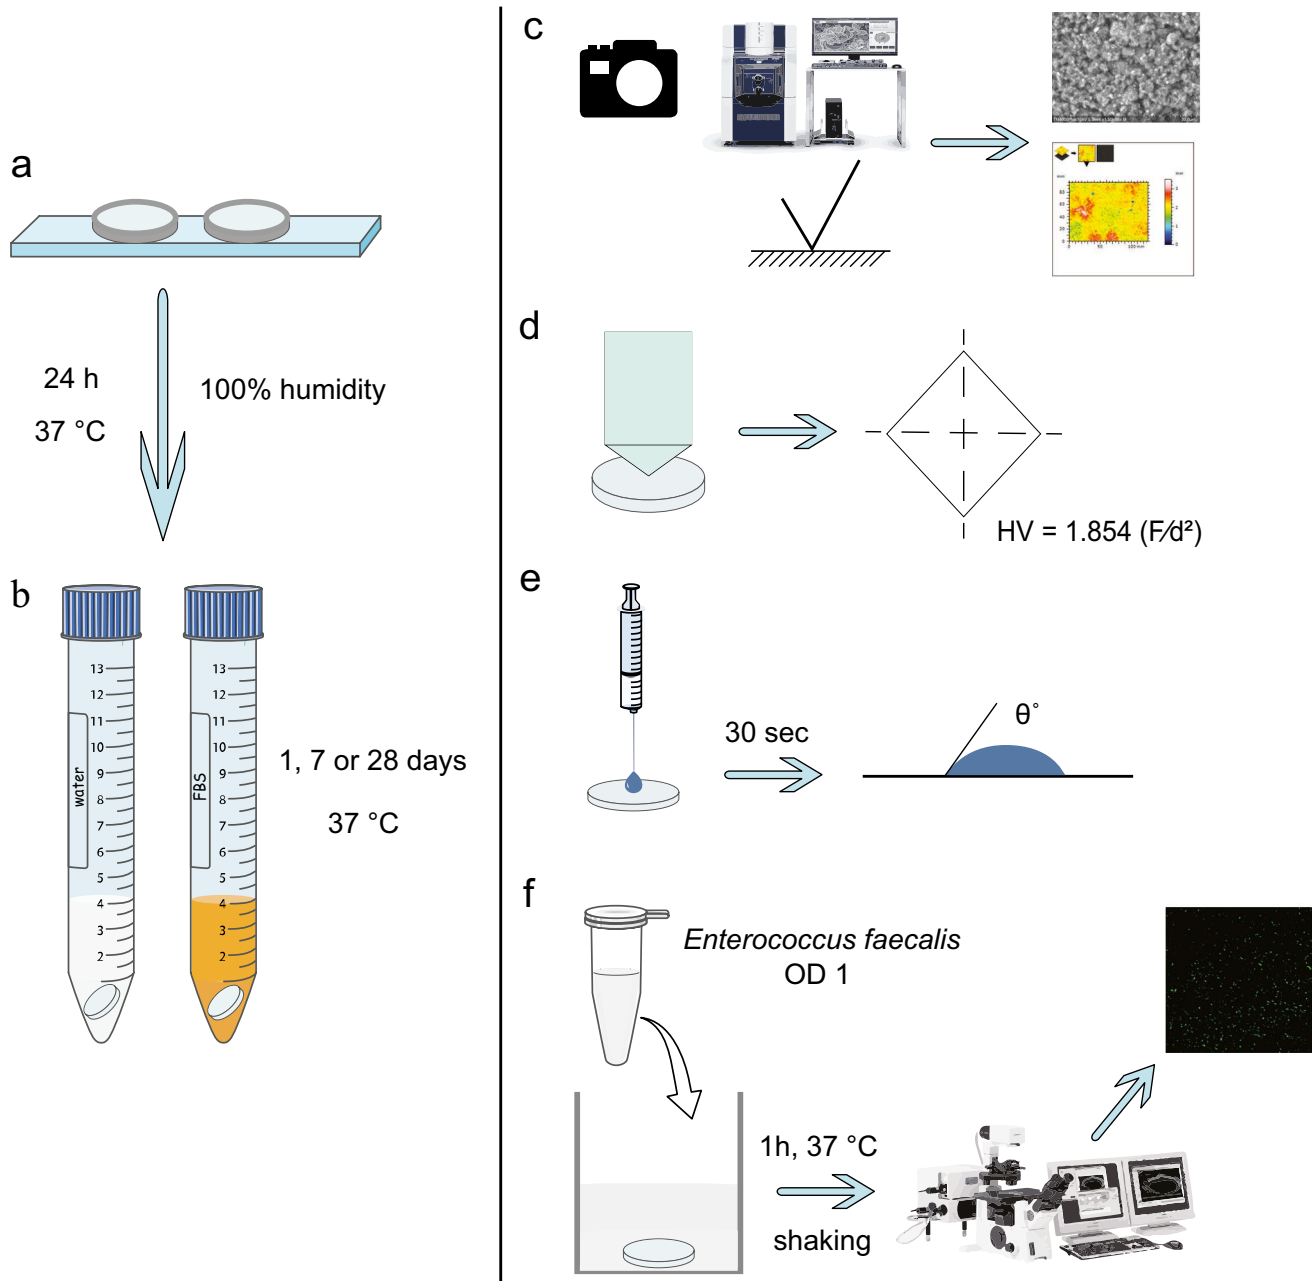 a
24 h
37 °C
100% humidity
b
13
12
11
10
9
8
7
6
5
4
3
2
water
13
12
11
10
9
8
7
6
5
4
3
2
FBS
1, 7 or 28 days
37 °C
c
d
HV = 1.854 (F/d²)
e
30 sec
θ°
f
Enterococcus faecalis
OD 1
1h, 37 °C
shaking